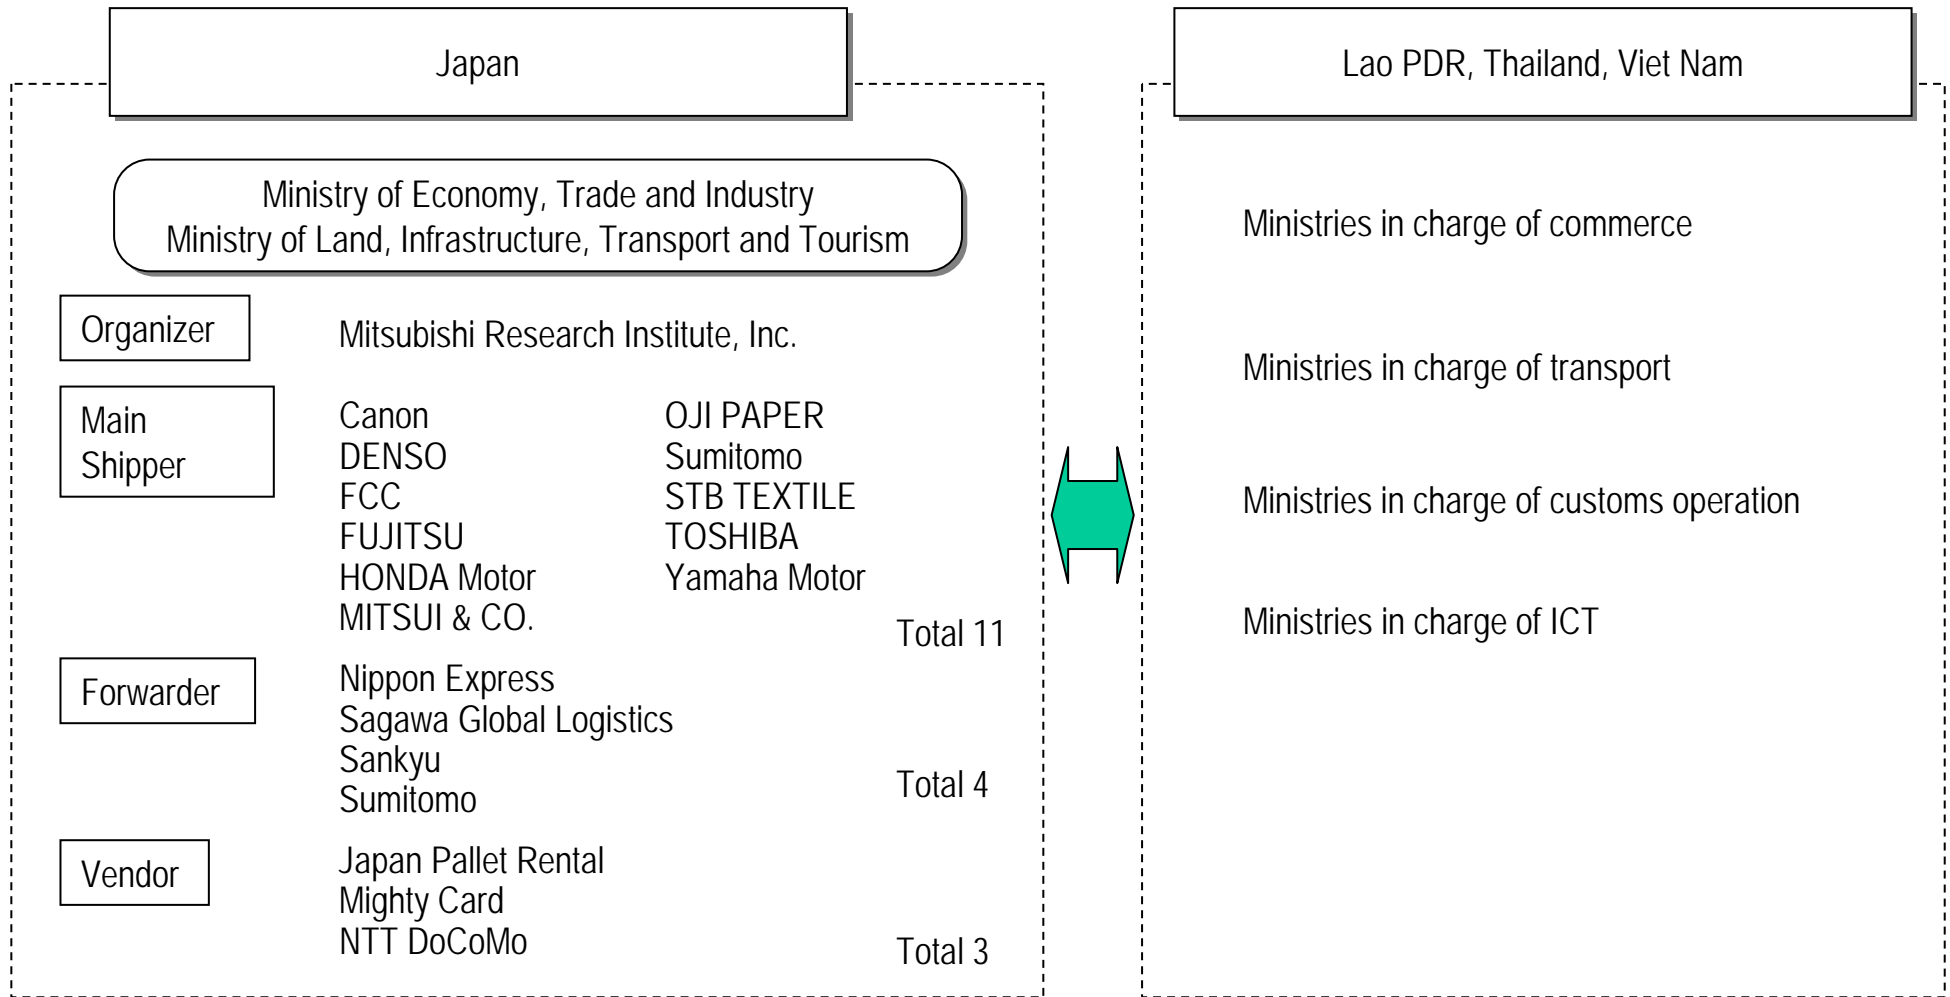 Japan
Ministry of Economy, Trade and Industry
Ministry of Land, Infrastructure, Transport and Tourism
Organizer
Mitsubishi Research Institute, Inc.
Main
Shipper
Canon
DENSO
FCC
FUJITSU
HONDA Motor
MITSUI & CO.
OJI PAPER
Sumitomo
STB TEXTILE
TOSHIBA
Yamaha Motor
Total 11
Forwarder
Nippon Express
Sagawa Global Logistics
Sankyu
Sumitomo
Total 4
Vendor
Japan Pallet Rental
Mighty Card
NTT DoCoMo
Total 3
Lao PDR, Thailand, Viet Nam
Ministries in charge of commerce
Ministries in charge of transport
Ministries in charge of customs operation
Ministries in charge of ICT